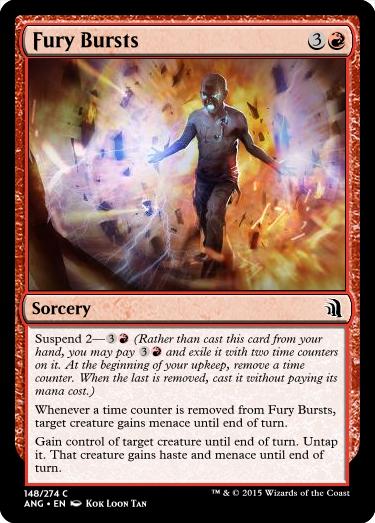 Fury Bursts 3
Sorcery
Suspend 2—3 (Rather than cast this card from your
hand, you may pay 3 and exile it with two time counters
on it. At the beginning of your upkeep, remove a time
counter. When the last is removed, cast it without paying its
mana cost.)
Whenever a time counter is removed from Fury Bursts,
target creature gains menace until end of turn.
Gain control of target creature until end of turn. Untap
it. That creature gains haste and menace until end of
turn.
148/274 C
ANG • EN Kok Loon Tan
™ & © 2015 Wizards of the Coast